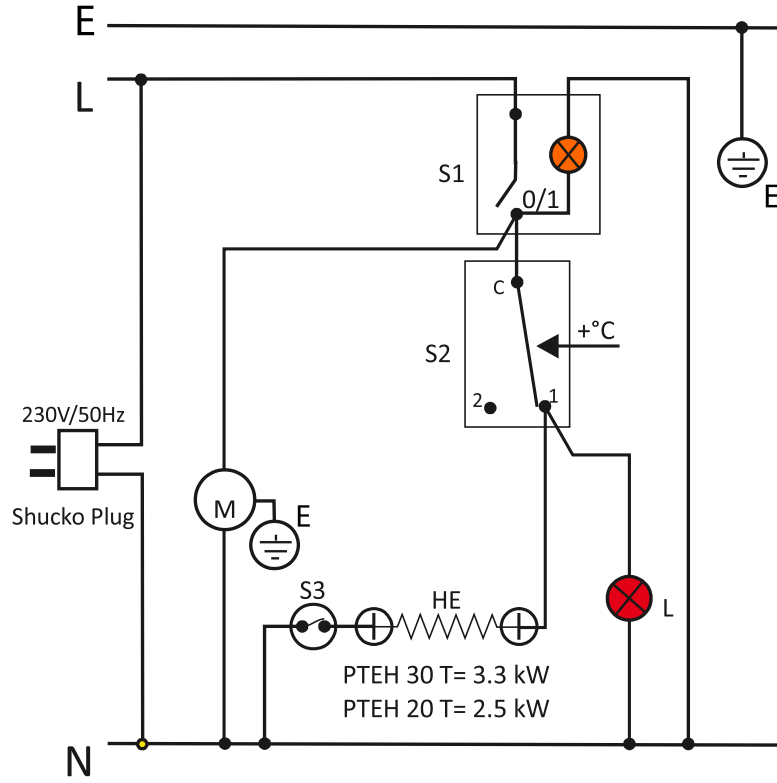 E
L
S1
0/1
E
C
+°C
S2
2
1
230V/50Hz
Shucko Plug
M
E
S3
HE
L
PTEH 30 T= 3.3 kW
PTEH 20 T= 2.5 kW
N